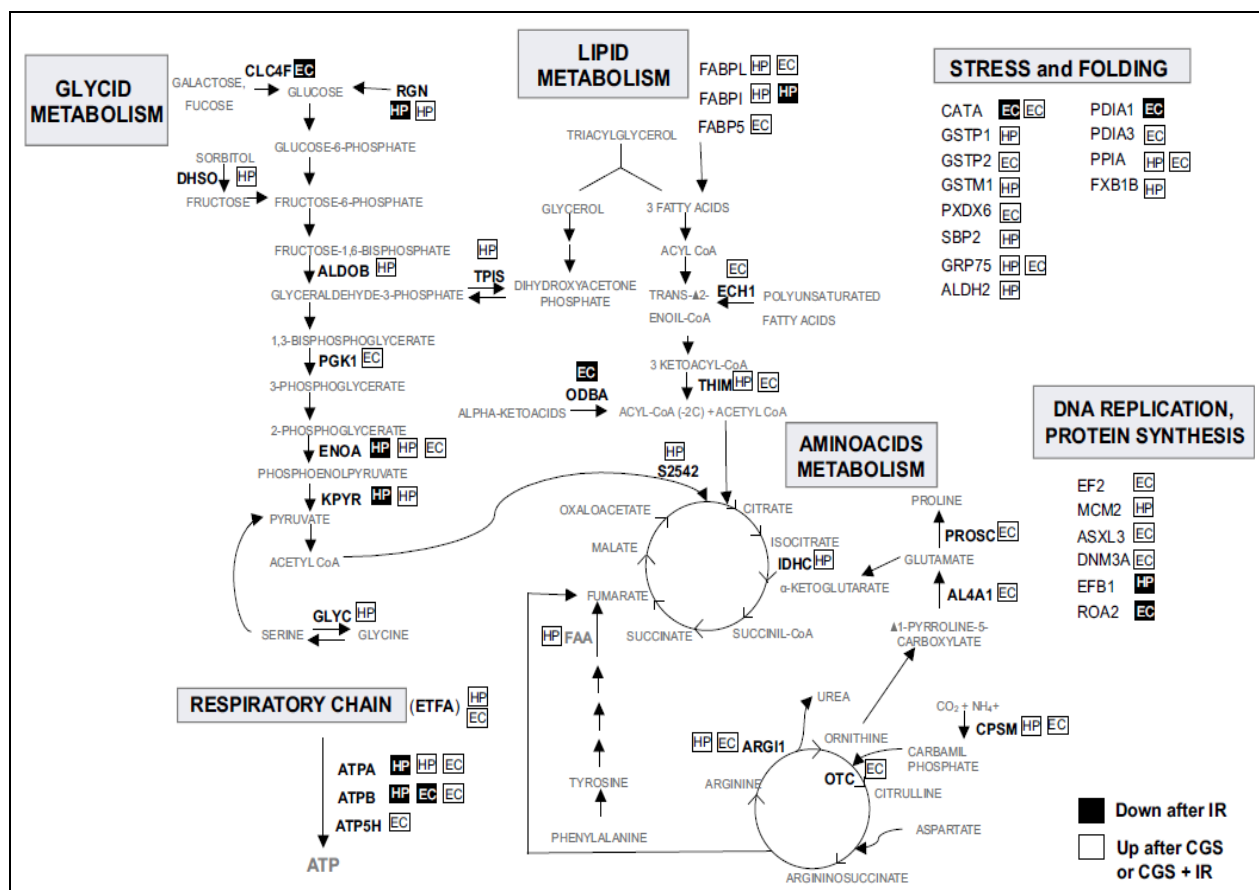 GLYCID
METABOLISM
CLC4F EC
GALACTOSE,
FUCOSE
GLUCOSE
RGN
HP HP
GLUCOSE-6-PHOSPHATE
SORBITOL
DHSO HP
FRUCTOSE
FRUCTOSE-6-PHOSPHATE
FRUCTOSE-1,6-BISPHOSPHATE
ALDOB HP
HP
TPIS
GLYCERALDEHYDE-3-PHOSPHATE
1,3-BISPHOSPHOGLYCERATE
PGK1 EC
3-PHOSPHOGLYCERATE
2-PHOSPHOGLYCERATE
ENOA HP HP EC
PHOSPHOENOLPYRUVATE
KPYR HP HP
PYRUVATE
ACETYL CoA
GLYC HP
SERINE
GLYCINE
LIPID
METABOLISM
FABPL HP EC
FABPI HP HP
FABP5 EC
TRIACYLGLYCEROL
GLYCEROL
3 FATTY ACIDS
ACYL CoA
DIHYDROXYACETONE
PHOSPHATE
EC
ECH1
TRANS-▲2-
ENOIL-CoA
POLYUNSATURATED
FATTY ACIDS
3 KETOACYL-CoA
THIM HP EC
EC
ODBA
ALPHA-KETOACIDS
ACYL-CoA (-2C) + ACETYL CoA
HP
S2542
STRESS and FOLDING
CATA EC EC
GSTP1 HP
GSTP2 EC
GSTM1 HP
PXDX6 EC
SBP2 HP
GRP75 HP EC
ALDH2 HP
PDIA1 EC
PDIA3 EC
PPIA HP EC
FXB1B HP
DNA REPLICATION,
PROTEIN SYNTHESIS
EF2 EC
MCM2 HP
ASXL3 EC
DNM3A EC
EFB1 HP
ROA2 EC
AMINOACIDS
METABOLISM
OXALOACETATE
CITRATE
ISOCITRATE
IDHC HP
α-KETOGLUTARATE
SUCCINIL-CoA
SUCCINATE
FUMARATE
MALATE
PROLINE
PROSC EC
GLUTAMATE
AL4A1 EC
▲1-PYRROLINE-5-
CARBOXYLATE
HP FAA
TYROSINE
PHENYLALANINE
UREA
ORNITHINE
CO2 + NH4+
CPSM HP EC
CARBAMIL
PHOSPHATE
HP EC ARGI1
ARGININE
OTC EC
CITRULLINE
ASPARTATE
ARGININOSUCCINATE
RESPIRATORY CHAIN
(ETFA) HP
EC
ATPA HP HP EC
ATPB HP EC EC
ATP5H EC
ATP
Down after IR
Up after CGS
or CGS + IR